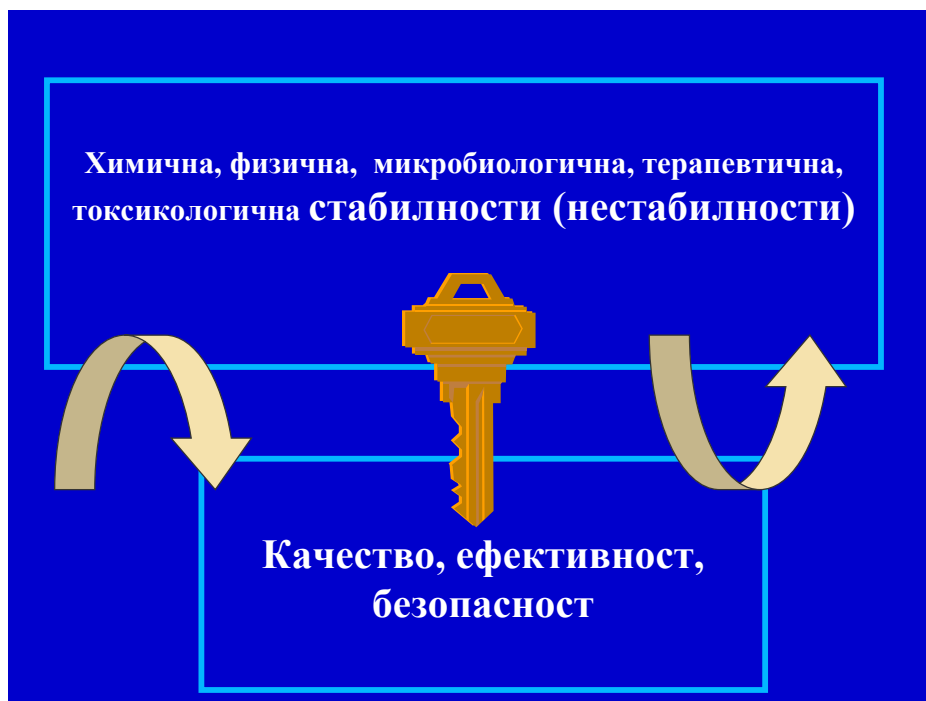 Химична, физична, микробиологична, терапевтична,
токсикологична стабилности (нестабилности)
Качество, ефективност,
безопасност